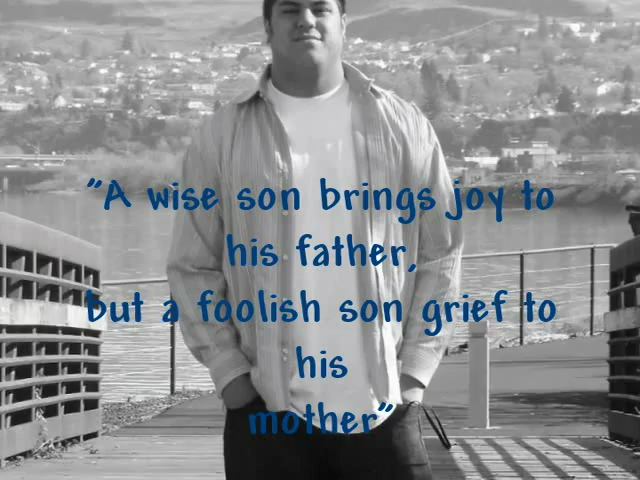 "A wise son brings joy to
his father,
but a foolish son grief to
his
mother"